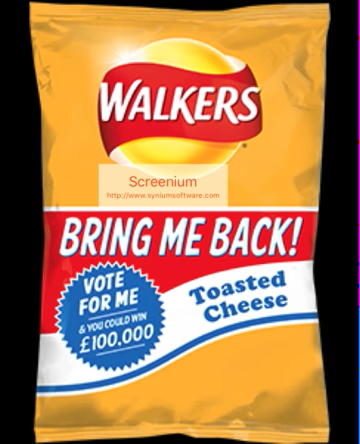 WALKERS
Screenium
http://www.syniumsoftware.com
BRING ME BACK!
VOTE
FOR ME
& YOU COULD WIN
£100,000
Toasted
Cheese